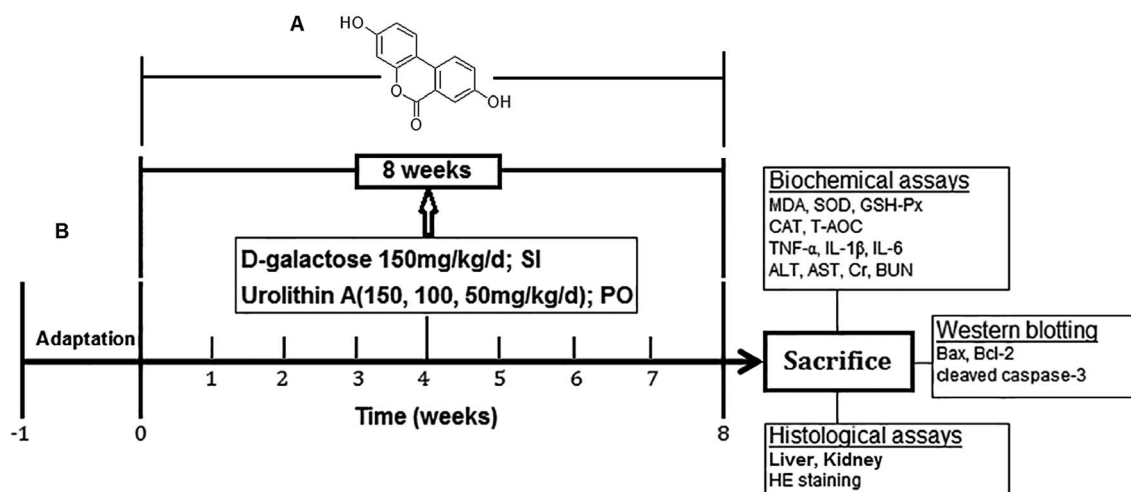 A
HO
O
O
OH
B
8 weeks
D-galactose 150mg/kg/d; SI
Urolithin A(150, 100, 50mg/kg/d); PO
Adaptation
-1
0
1
2
3
4
5
6
7
8
Time (weeks)
Sacrifice
Biochemical assays
MDA, SOD, GSH-Px
CAT, T-AOC
TNF-α, IL-1β, IL-6
ALT, AST, Cr, BUN
Western blotting
Bax, Bcl-2
cleaved caspase-3
Histological assays
Liver, Kidney
HE staining